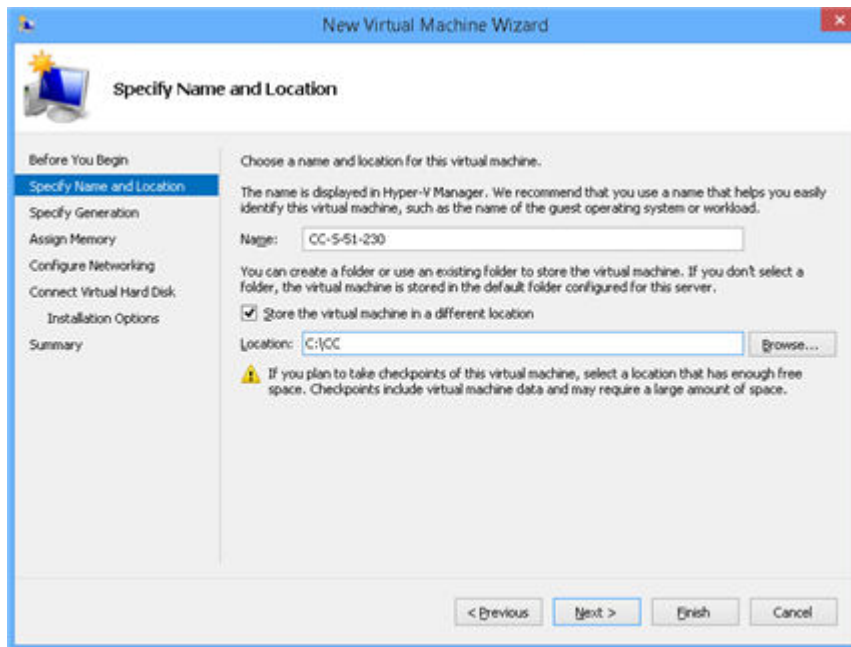 New Virtual Machine Wizard
Specify Name and Location
Before You Begin
Specify Name and Location
Specify Generation
Assign Memory
Configure Networking
Connect Virtual Hard Disk
Installation Options
Summary
Choose a name and location for this virtual machine.
The name is displayed in Hyper-V Manager. We recommend that you use a name that helps you easily
identify this virtual machine, such as the name of the guest operating system or workload.
Name: CC-5-51-230
You can create a folder or use an existing folder to store the virtual machine. If you don't select a
folder, the virtual machine is stored in the default folder configured for this server.
Store the virtual machine in a different location
Location: C:\CC Browse...
If you plan to take checkpoints of this virtual machine, select a location that has enough free
space. Checkpoints include virtual machine data and may require a large amount of space.
< Previous Next > Finish Cancel